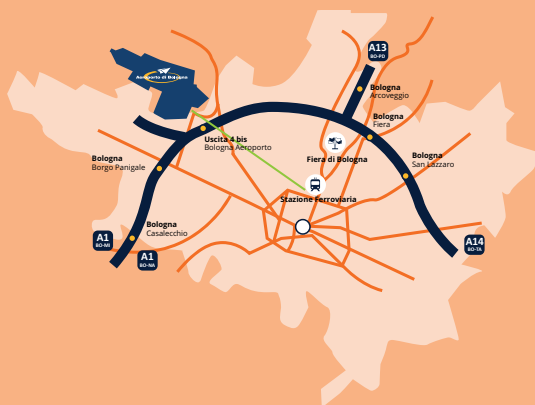 A13
BO-PD
Aeroporto di Bologna
Bologna
Arcoveggio
Bologna
Fiera
Uscita 4 bis
Bologna Aeroporto
Fiera di Bologna
Bologna
Borgo Panigale
Bologna
San Lazzaro
Stazione Ferroviaria
Bologna
Casalecchio
A1
BO-MI
A1
BO-NA
A14
BO-TA